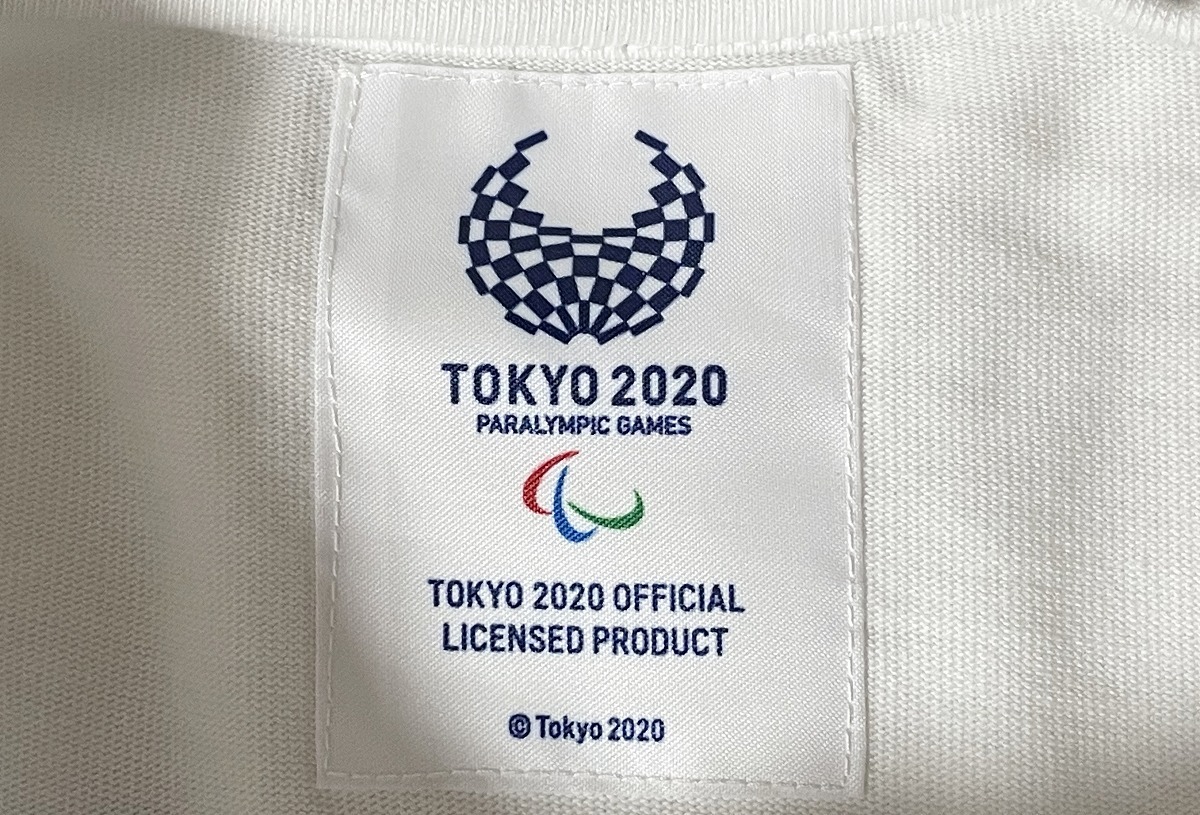 TOKYO 2020
PARALYMPIC GAMES
TOKYO 2020 OFFICIAL
LICENSED PRODUCT
© Tokyo 2020